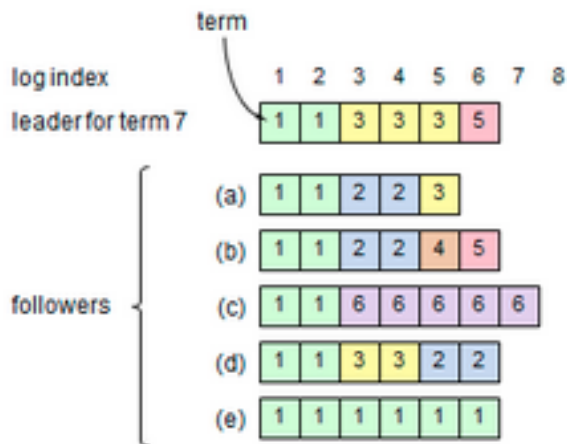 term
log index 1 2 3 4 5 6 7 8
leader for term 7 1 1 3 3 3 5
(a) 1 1 2 2 3
(b) 1 1 2 2 4 5
followers (c) 1 1 6 6 6 6 6
(d) 1 1 3 3 2 2
(e) 1 1 1 1 1 1